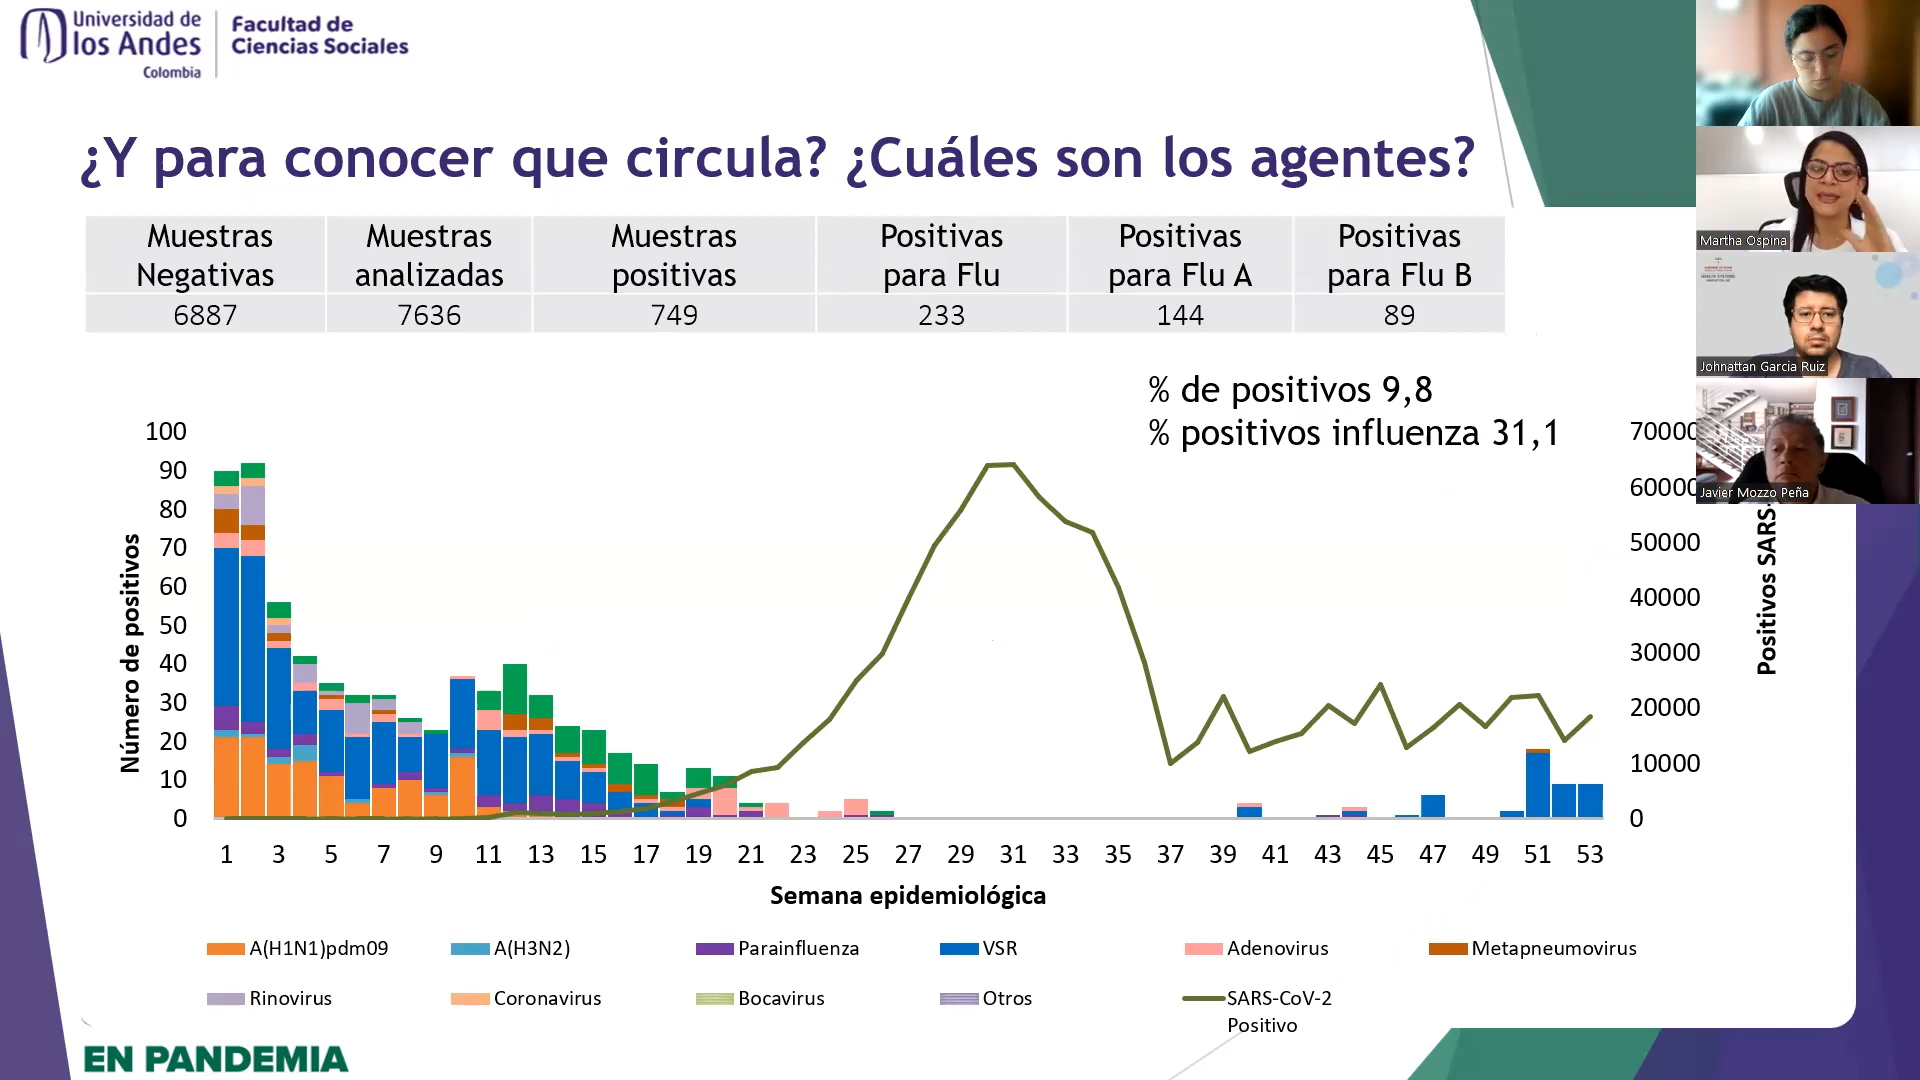 Universidad de
los Andes
Colombia
Facultad de
Ciencias Sociales
¿Y para conocer que circula? ¿Cuáles son los agentes?
Muestras Negativas
Muestras analizadas
Muestras positivas
Positivas para Flu
Positivas para Flu A
Positivas para Flu B
6887 7636 749 233 144 89
% de positivos 9,8
% positivos influenza 31,1
100
90
80
70
60
50
40
30
20
10
0
Número de positivos
70000
60000
50000
40000
30000
20000
10000
0
Positivos SARS-
1 3 5 7 9 11 13 15 17 19 21 23 25 27 29 31 33 35 37 39 41 43 45 47 49 51 53
Semana epidemiológica
A(H1N1)pdm09 A(H3N2) Parainfluenza VSR Adenovirus Metapneumovirus
Rinovirus Coronavirus Bocavirus Otros SARS-CoV-2
Positivo
EN PANDEMIA
Martha Ospina
Johnattan Garcia Ruiz
Javier Mozzo Peña